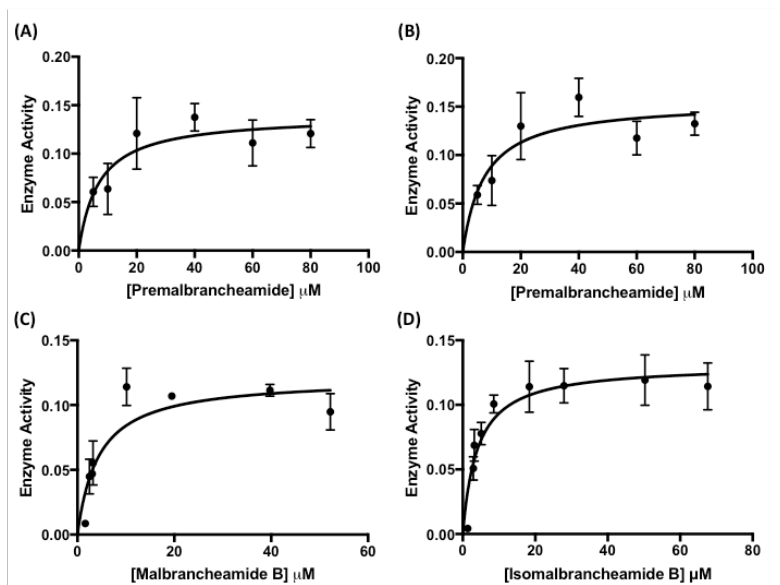 (A)
0.20
0.15
0.10
0.05
0.00
Enzyme Activity
0 20 40 60 80 100
[Premalbrancheamide] μM
(B)
0.20
0.15
0.10
0.05
0.00
Enzyme Activity
0 20 40 60 80 100
[Premalbrancheamide] μM
(C)
0.15
0.10
0.05
0.00
Enzyme Activity
0 20 40 60
[Malbrancheamide B] μM
(D)
0.15
0.10
0.05
0.00
Enzyme Activity
0 20 40 60 80
[Isomalbrancheamide B] μM